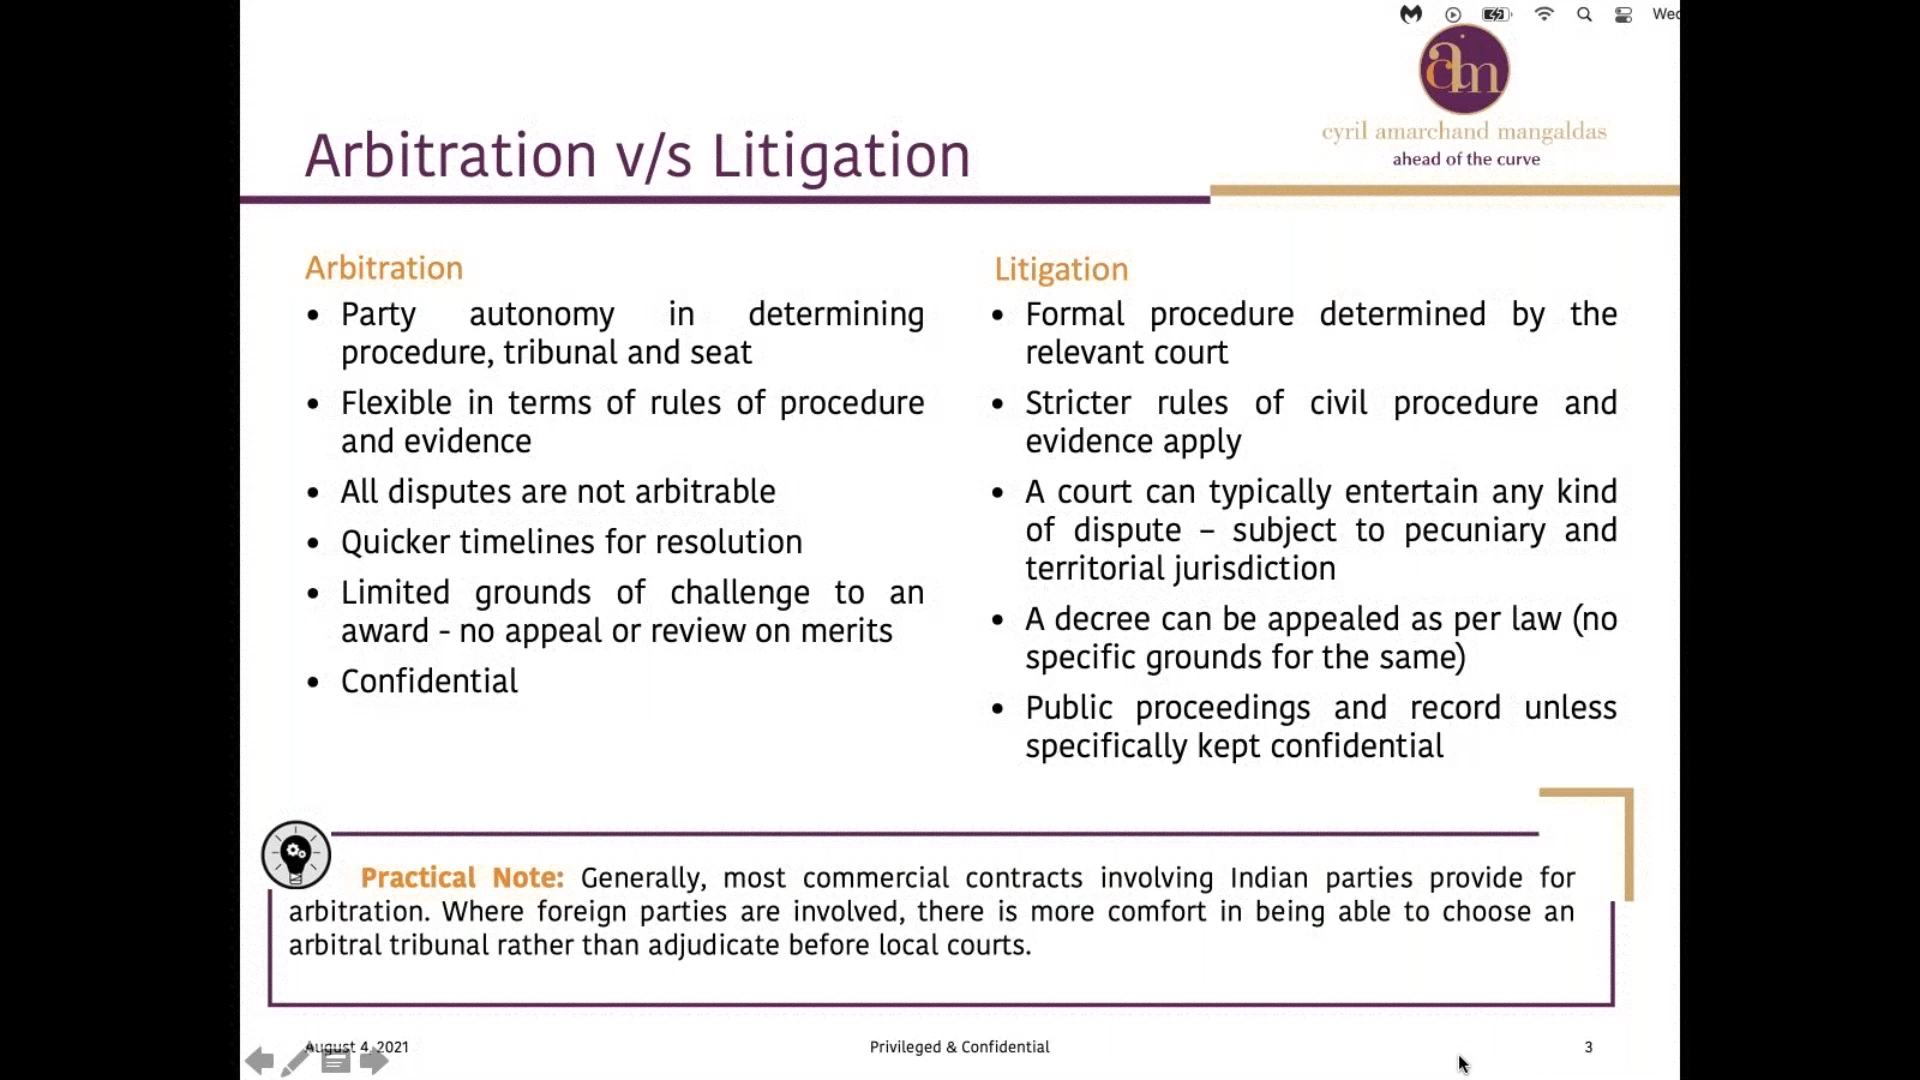 Wed
cyril amarchand mangaldas
ahead of the curve
Arbitration v/s Litigation
Arbitration
• Party autonomy in determining
procedure, tribunal and seat
• Flexible in terms of rules of procedure
and evidence
• All disputes are not arbitrable
• Quicker timelines for resolution
• Limited grounds of challenge to an
award - no appeal or review on merits
• Confidential
Litigation
• Formal procedure determined by the
relevant court
• Stricter rules of civil procedure and
evidence apply
• A court can typically entertain any kind
of dispute – subject to pecuniary and
territorial jurisdiction
• A decree can be appealed as per law (no
specific grounds for the same)
• Public proceedings and record unless
specifically kept confidential
Practical Note: Generally, most commercial contracts involving Indian parties provide for
arbitration. Where foreign parties are involved, there is more comfort in being able to choose an
arbitral tribunal rather than adjudicate before local courts.
August 4, 2021
Privileged & Confidential
3